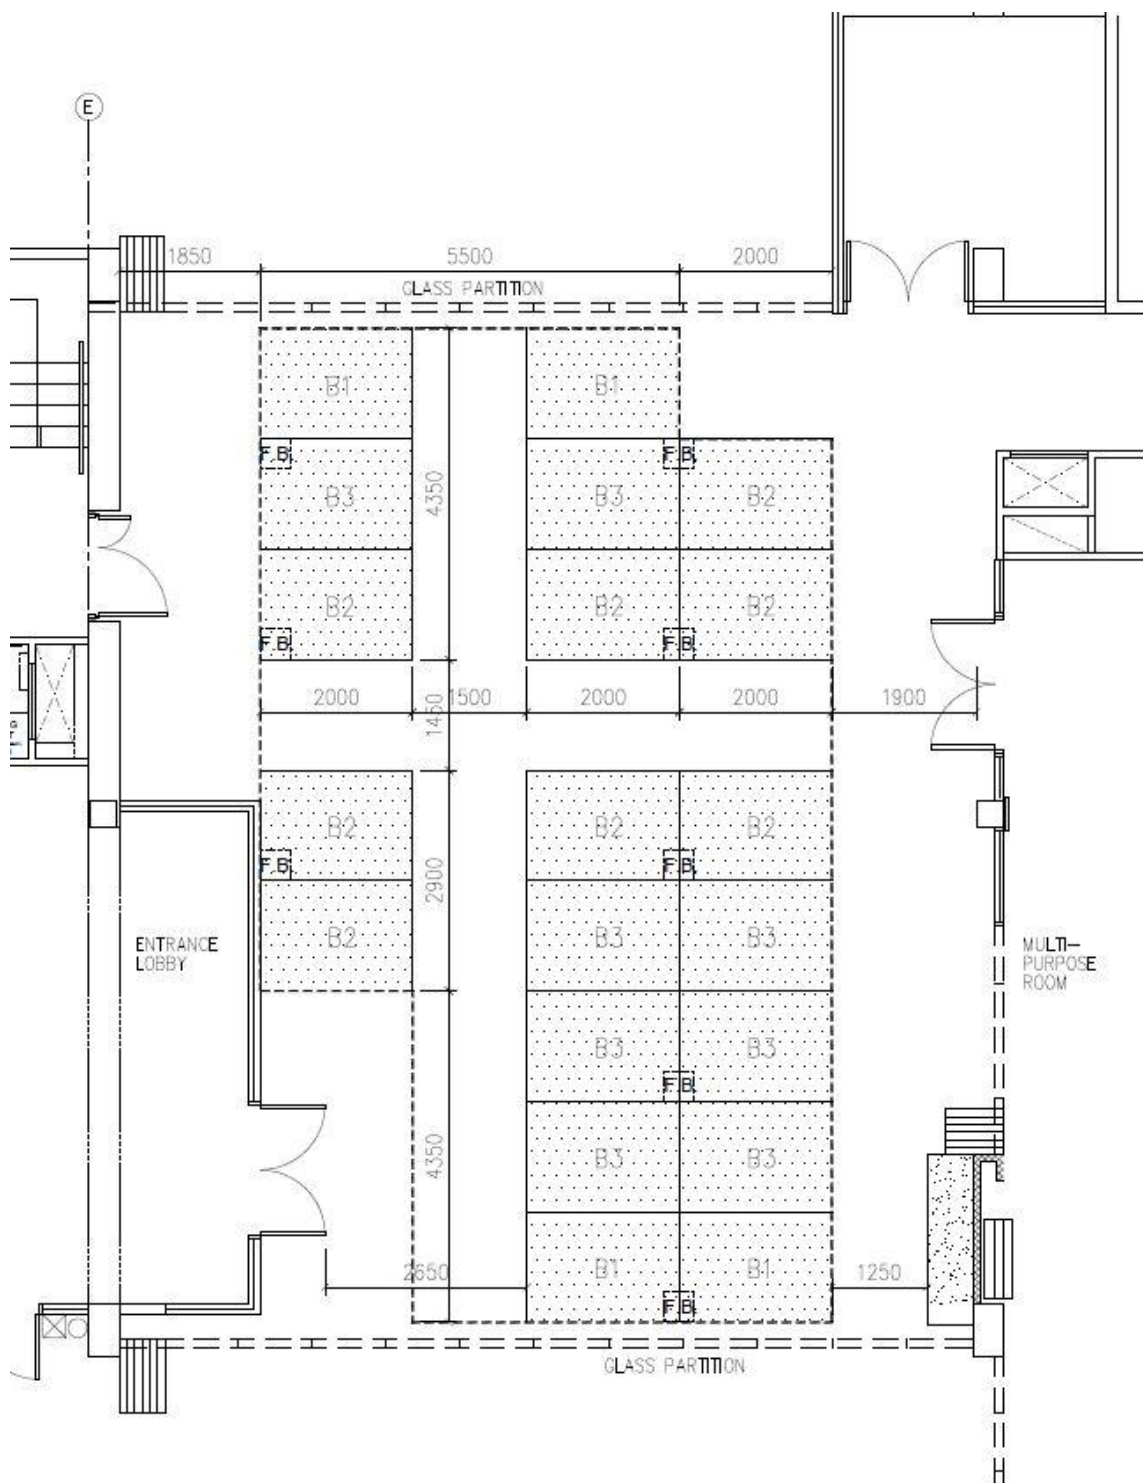 E
1850
5500
2000
GLASS PARTITION
B1
B1
F.B.
F.B.
B3
4350
B3
B2
B2
B2
B2
F.B.
F.B.
2000
1450
1500
2000
2000
1900
B2
B2
B2
F.B.
F.B.
2900
ENTRANCE
LOBBY
B2
B3
B3
MULTI-
PURPOSE
ROOM
B3
B3
F.B.
4350
B3
B3
2650
B1
B1
1250
F.B.
GLASS PARTITION